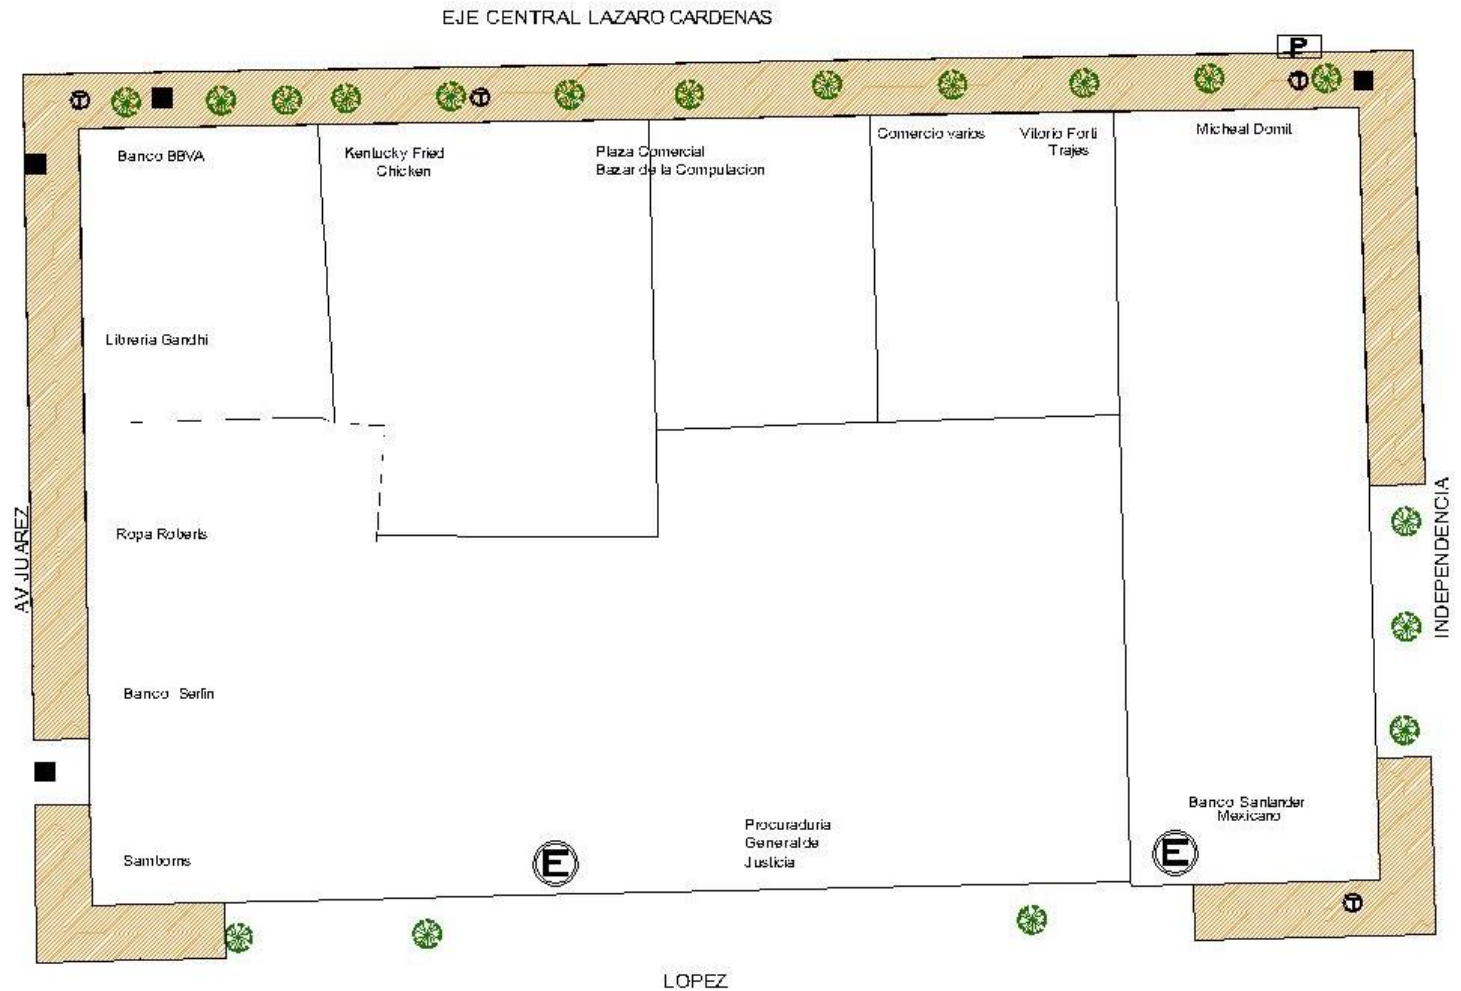 EJE CENTRAL LAZARO CARDENAS
P
T
T
T
Banco BBVA
Kentucky Fried
Chicken
Plaza Comercial
Bazar de la Computacion
Comercio varios
Vitorio Forti
Trajes
Micheal Domit
Libreria Gandhi
AV JUAREZ
Ropa Roberts
INDEPENDENCIA
Banco Serfin
Banco Santander
Mexicano
Procuraduria
General de
Justicia
Samborns
E
E
T
LOPEZ